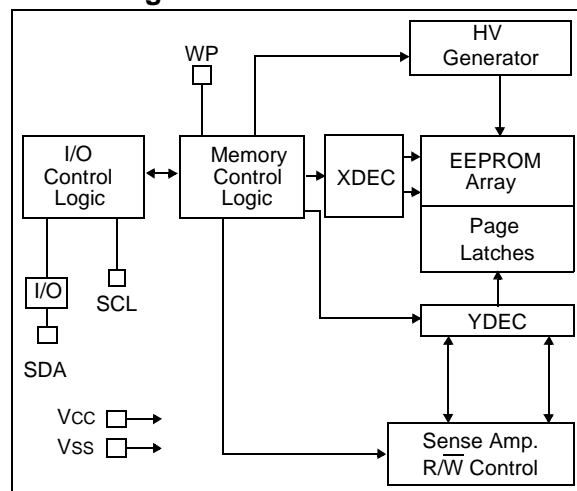 HV
Generator
WP
I/O
Control
Logic
Memory
Control
Logic
XDEC
EEPROM
Array
Page
Latches
I/O
SCL
SDA
YDEC
VCC
VSS
Sense Amp.
R/W̅ Control